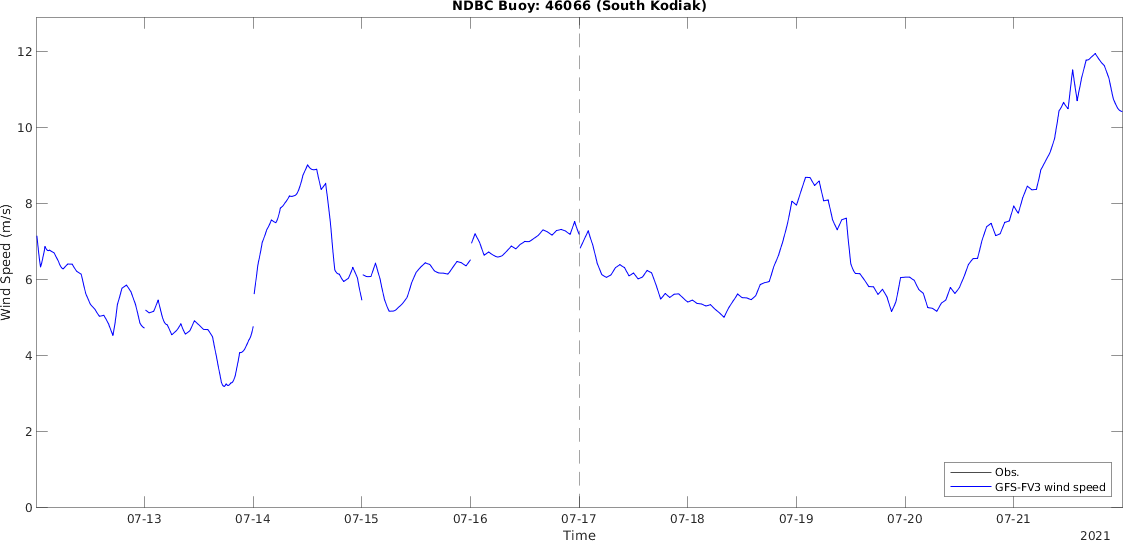 NDBC Buoy: 46066 (South Kodiak)
Wind Speed (m/s)
12
10
8
6
4
2
0
Obs.
GFS-FV3 wind speed
07-13 07-14 07-15 07-16 07-17 07-18 07-19 07-20 07-21
Time
2021